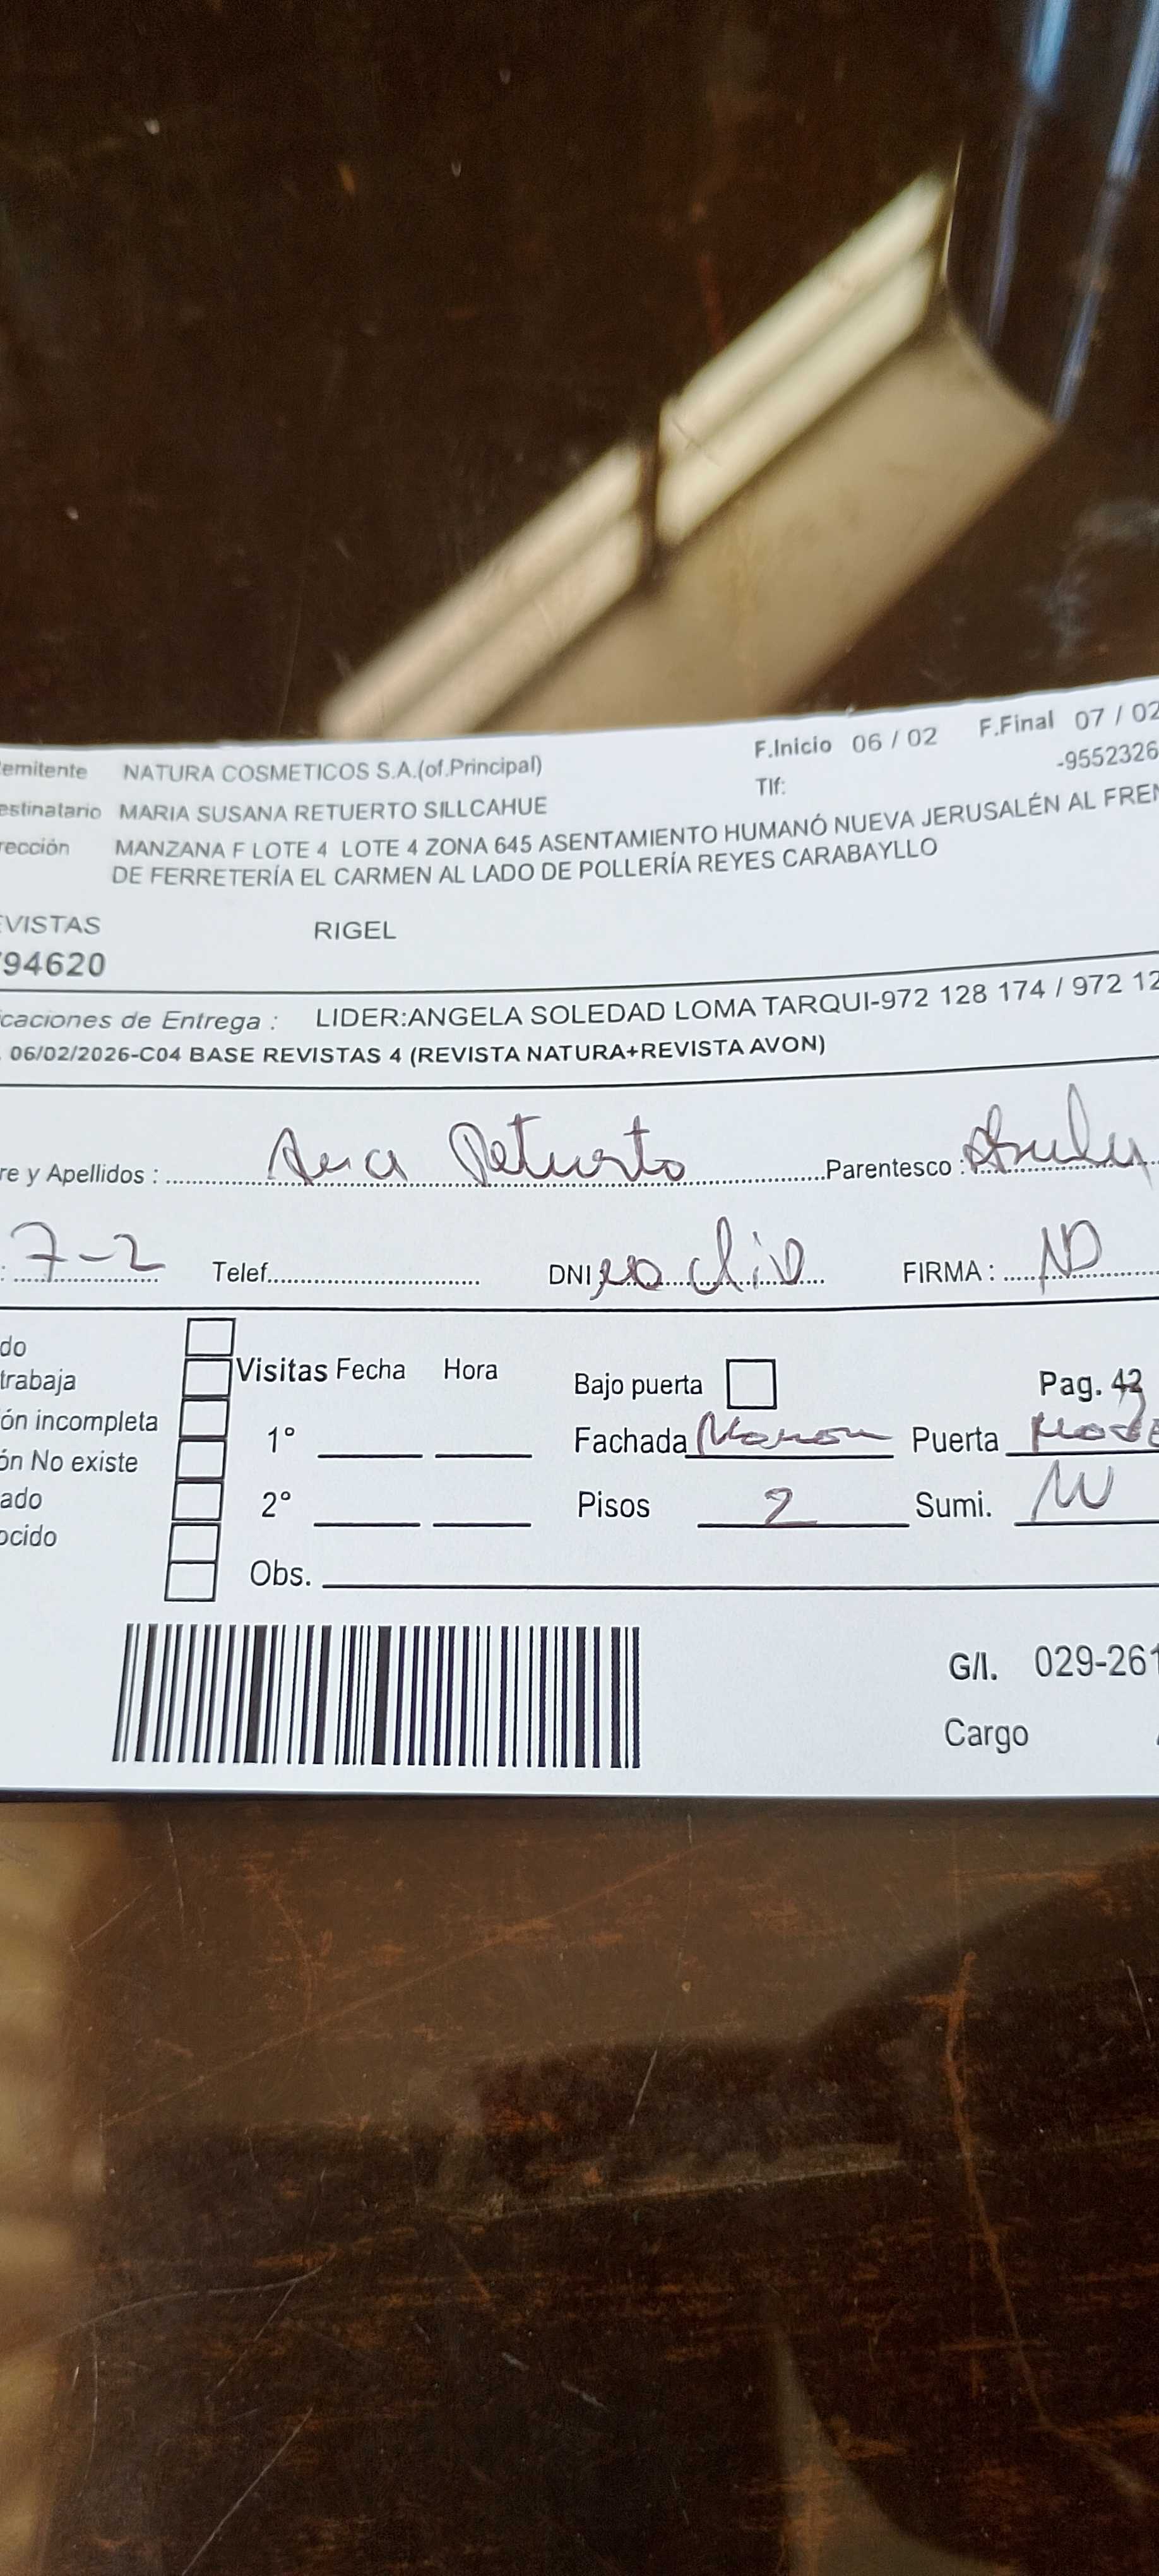 emitente NATURA COSMETICOS S.A.(of.Principal) F.Inicio 06 / 02 F.Final 07 / 02
estinatario MARIA SUSANA RETUERTO SILLCAHUE Tlf: -9552326
rección MANZANA F LOTE 4 LOTE 4 ZONA 645 ASENTAMIENTO HUMANÓ NUEVA JERUSALÉN AL FREN
DE FERRETERÍA EL CARMEN AL LADO DE POLLERÍA REYES CARABAYLLO
EVISTAS RIGEL
794620
caciones de Entrega : LIDER:ANGELA SOLEDAD LOMA TARQUI-972 128 174 / 972 12
. 06/02/2026-C04 BASE REVISTAS 4 (REVISTA NATURA+REVISTA AVON)
re y Apellidos : Ana Retuerto Parentesco :
: 7-2 Telef. DNI no dio FIRMA : ND
do
trabaja Visitas Fecha Hora Bajo puerta Pag.
ón incompleta 1° Fachada Marron Puerta
ón No existe
ado 2° Pisos 2 Sumi.
ocido
Obs.
G/I. 029-261
Cargo